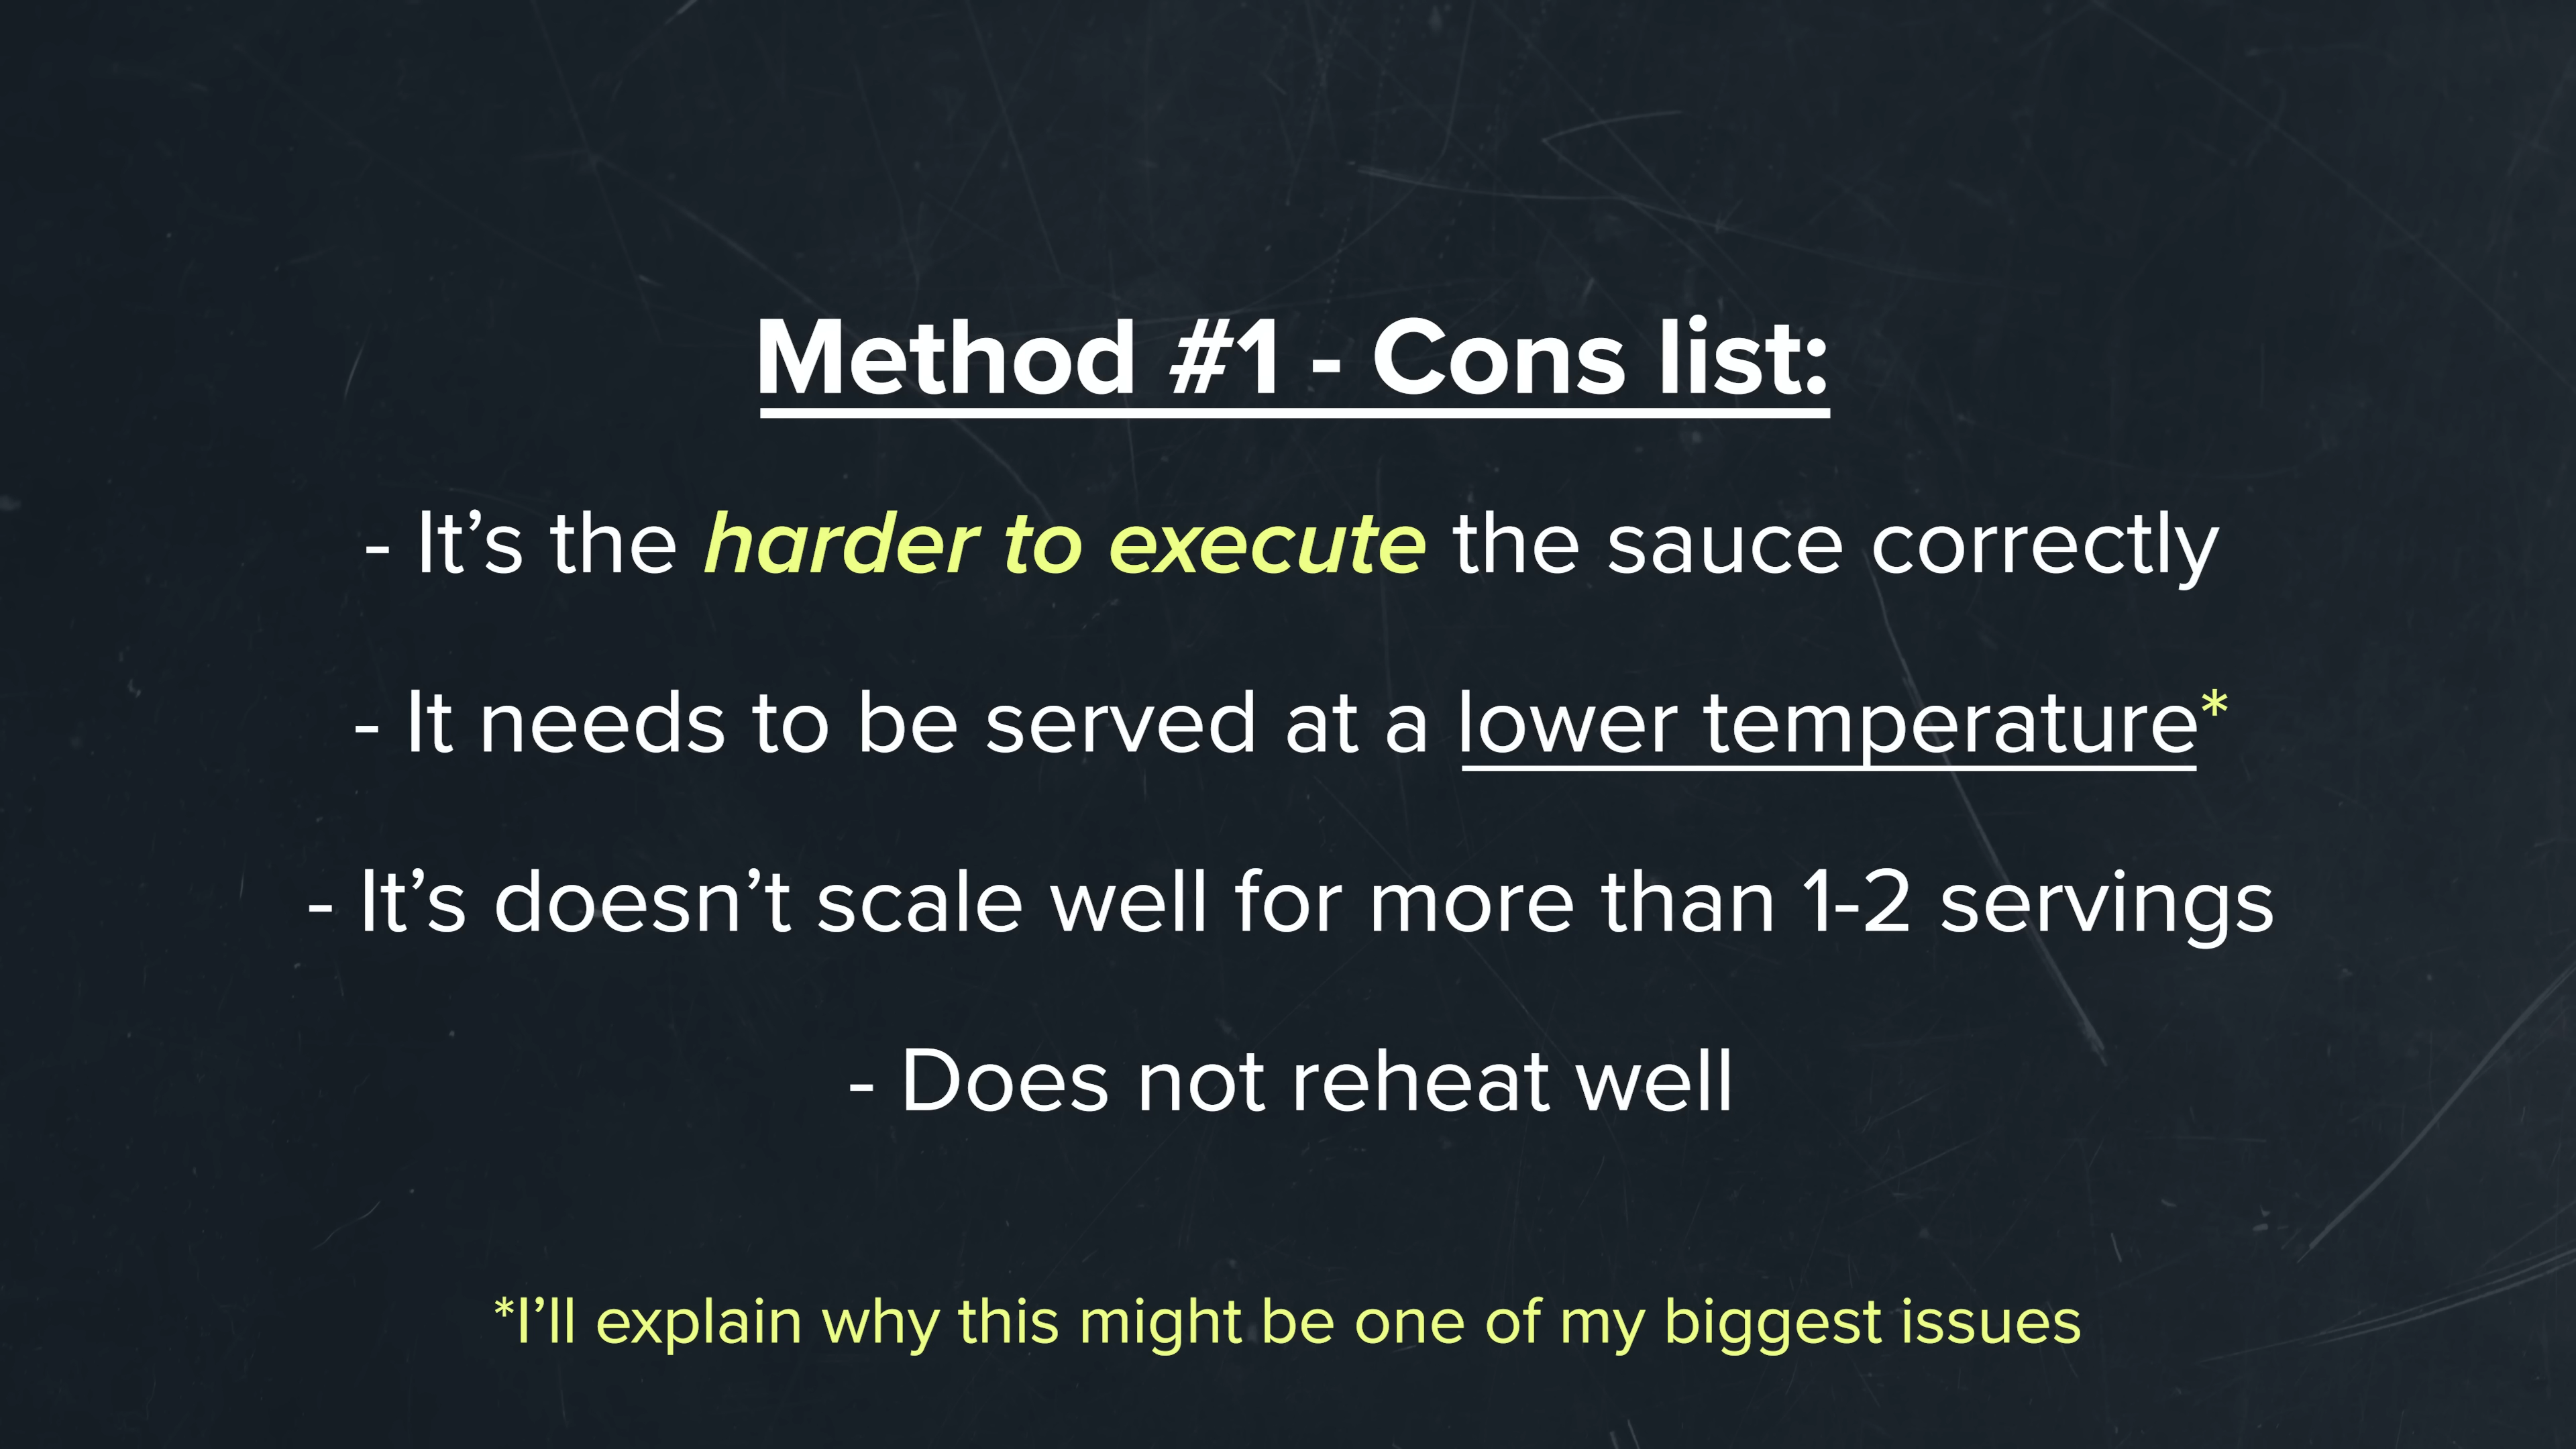 Method #1 - Cons list:
- It’s the harder to execute the sauce correctly
- It needs to be served at a lower temperature*
- It’s doesn’t scale well for more than 1-2 servings
- Does not reheat well
*I’ll explain why this might be one of my biggest issues